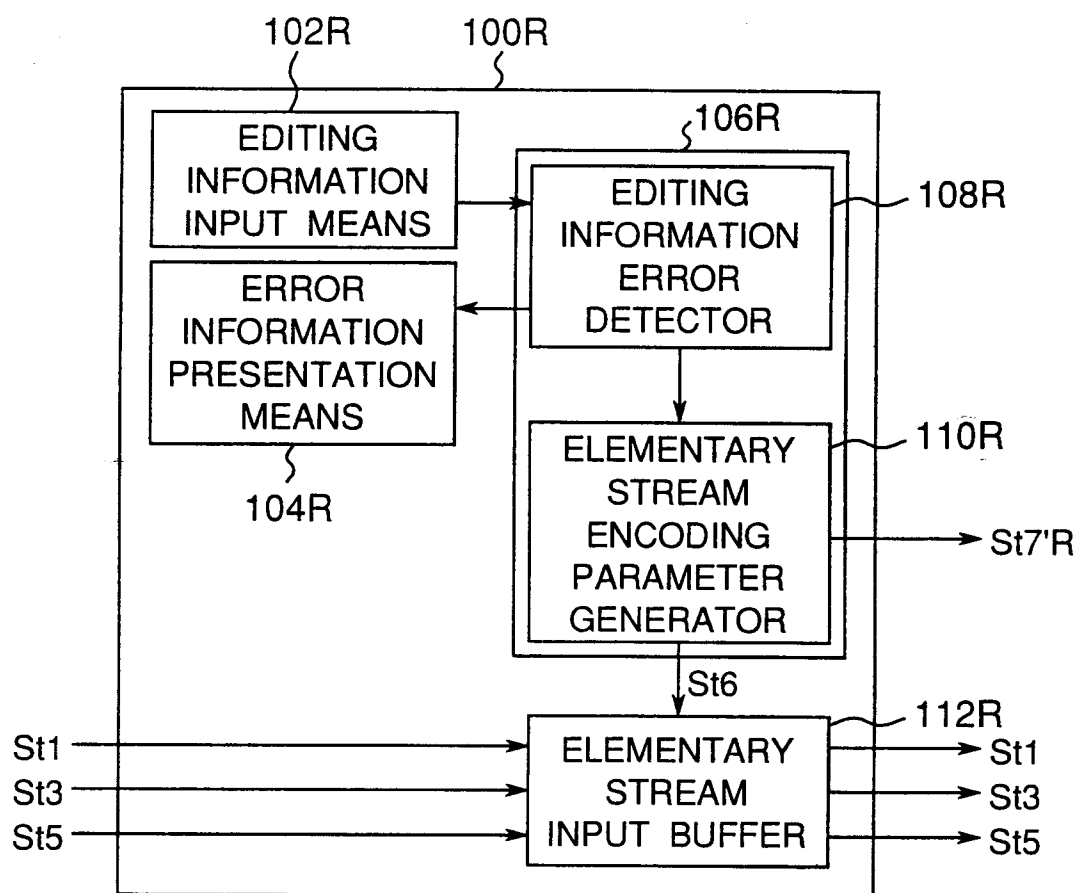 102R
100R
106R
EDITING
INFORMATION
INPUT MEANS
EDITING
INFORMATION
ERROR
DETECTOR
108R
ERROR
INFORMATION
PRESENTATION
MEANS
104R
ELEMENTARY
STREAM
ENCODING
PARAMETER
GENERATOR
110R
St7'R
St6
112R
St1
St3
St5
ELEMENTARY
STREAM
INPUT BUFFER
St1
St3
St5